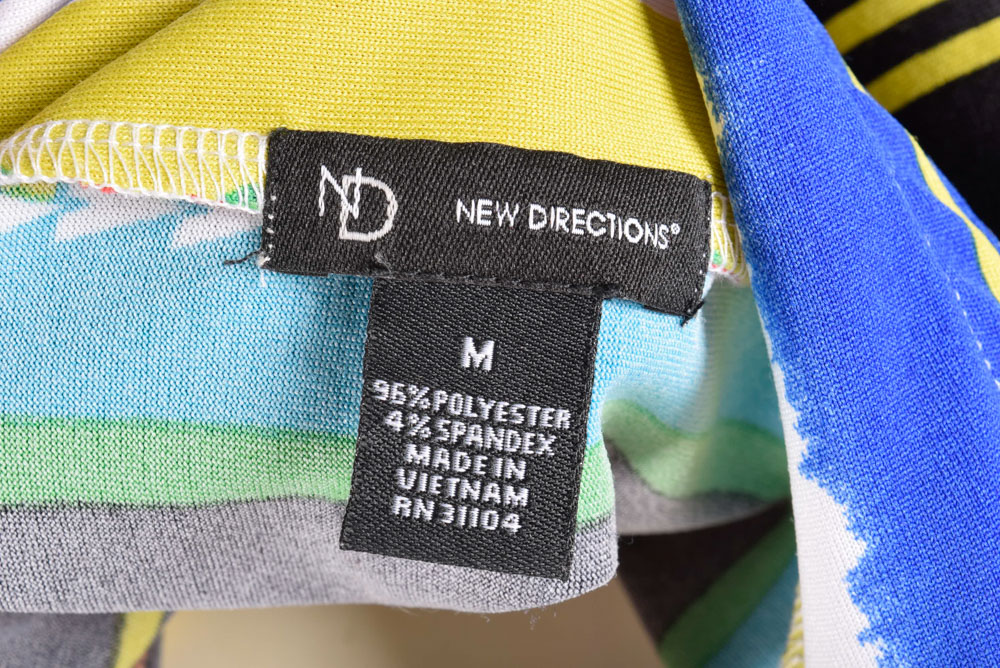 ND
NEW DIRECTIONS®
M
96% POLYESTER
4% SPANDEX
MADE IN
VIETNAM
RN 31104